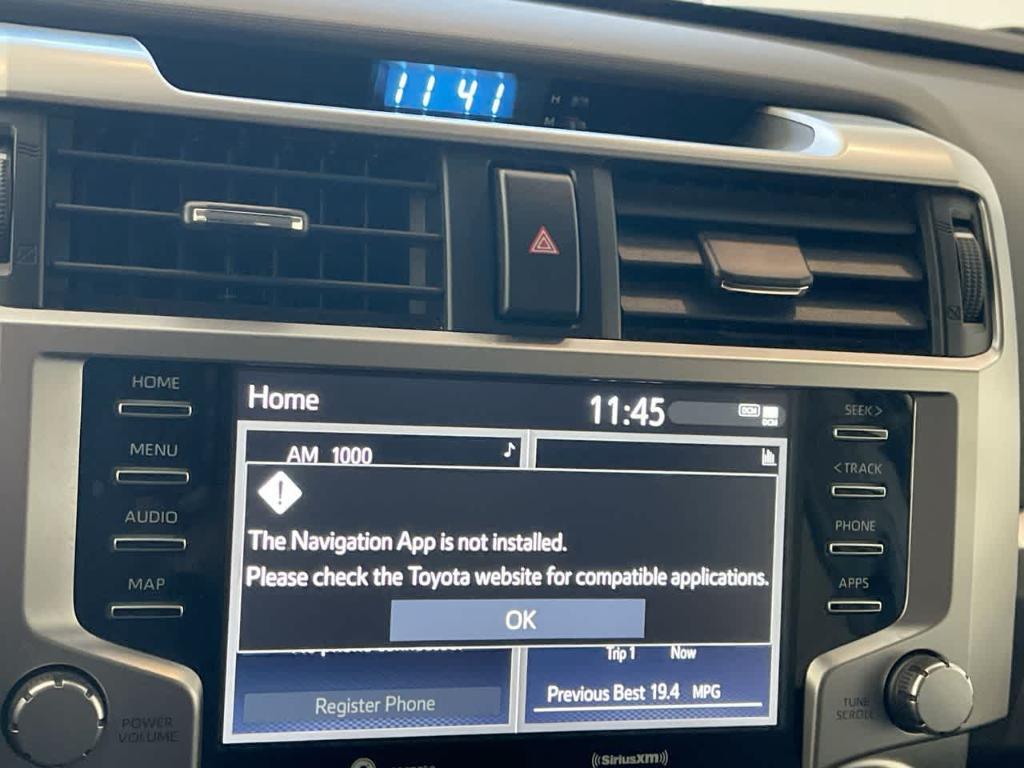 11 41
H
M
HOME
MENU
AUDIO
MAP
POWER
VOLUME
Home
11:45
DCM
DCM
AM 1000
The Navigation App is not installed.
Please check the Toyota website for compatible applications.
OK
Trip 1 Now
Previous Best 19.4 MPG
Register Phone
SiriusXM
SEEK >
< TRACK
PHONE
APPS
TUNE
SCROLL